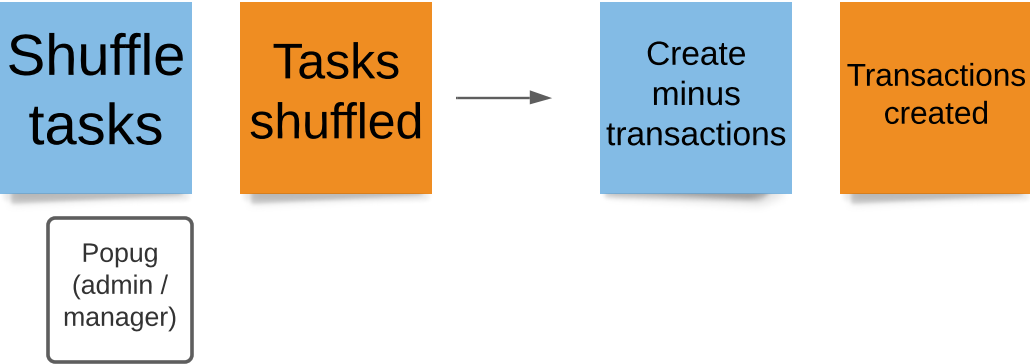 Shuffle
tasks
Tasks
shuffled
Create
minus
transactions
Transactions
created
Popug
(admin /
manager)